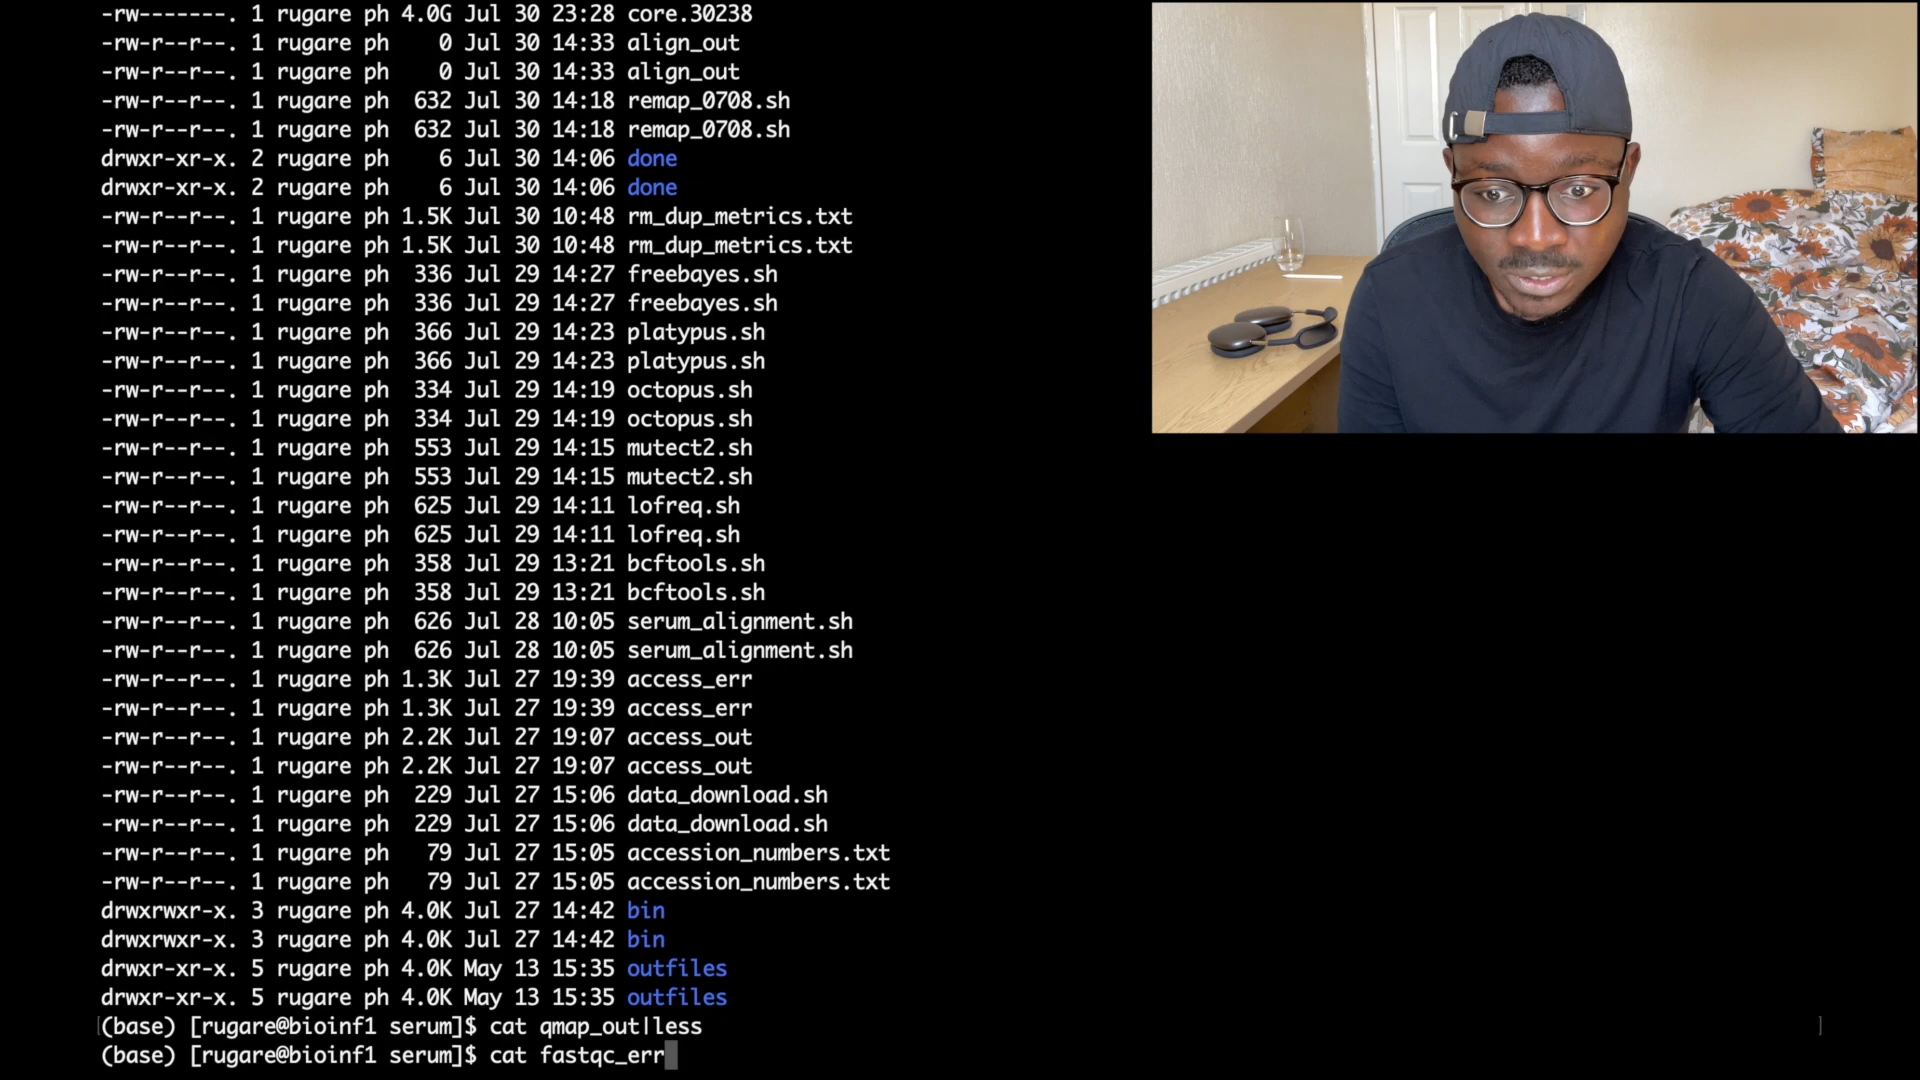 -rw-------. 1 rugare ph 4.0G Jul 30 23:28 core.30238
-rw-r--r--. 1 rugare ph    0 Jul 30 14:33 align_out
-rw-r--r--. 1 rugare ph    0 Jul 30 14:33 align_out
-rw-r--r--. 1 rugare ph  632 Jul 30 14:18 remap_0708.sh
-rw-r--r--. 1 rugare ph  632 Jul 30 14:18 remap_0708.sh
drwxr-xr-x. 2 rugare ph    6 Jul 30 14:06 done
drwxr-xr-x. 2 rugare ph    6 Jul 30 14:06 done
-rw-r--r--. 1 rugare ph 1.5K Jul 30 10:48 rm_dup_metrics.txt
-rw-r--r--. 1 rugare ph 1.5K Jul 30 10:48 rm_dup_metrics.txt
-rw-r--r--. 1 rugare ph  336 Jul 29 14:27 freebayes.sh
-rw-r--r--. 1 rugare ph  336 Jul 29 14:27 freebayes.sh
-rw-r--r--. 1 rugare ph  366 Jul 29 14:23 platypus.sh
-rw-r--r--. 1 rugare ph  366 Jul 29 14:23 platypus.sh
-rw-r--r--. 1 rugare ph  334 Jul 29 14:19 octopus.sh
-rw-r--r--. 1 rugare ph  334 Jul 29 14:19 octopus.sh
-rw-r--r--. 1 rugare ph  553 Jul 29 14:15 mutect2.sh
-rw-r--r--. 1 rugare ph  553 Jul 29 14:15 mutect2.sh
-rw-r--r--. 1 rugare ph  625 Jul 29 14:11 lofreq.sh
-rw-r--r--. 1 rugare ph  625 Jul 29 14:11 lofreq.sh
-rw-r--r--. 1 rugare ph  358 Jul 29 13:21 bcftools.sh
-rw-r--r--. 1 rugare ph  358 Jul 29 13:21 bcftools.sh
-rw-r--r--. 1 rugare ph  626 Jul 28 10:05 serum_alignment.sh
-rw-r--r--. 1 rugare ph  626 Jul 28 10:05 serum_alignment.sh
-rw-r--r--. 1 rugare ph 1.3K Jul 27 19:39 access_err
-rw-r--r--. 1 rugare ph 1.3K Jul 27 19:39 access_err
-rw-r--r--. 1 rugare ph 2.2K Jul 27 19:07 access_out
-rw-r--r--. 1 rugare ph 2.2K Jul 27 19:07 access_out
-rw-r--r--. 1 rugare ph  229 Jul 27 15:06 data_download.sh
-rw-r--r--. 1 rugare ph  229 Jul 27 15:06 data_download.sh
-rw-r--r--. 1 rugare ph   79 Jul 27 15:05 accession_numbers.txt
-rw-r--r--. 1 rugare ph   79 Jul 27 15:05 accession_numbers.txt
drwxrwxr-x. 3 rugare ph 4.0K Jul 27 14:42 bin
drwxrwxr-x. 3 rugare ph 4.0K Jul 27 14:42 bin
drwxr-xr-x. 5 rugare ph 4.0K May 13 15:35 outfiles
drwxr-xr-x. 5 rugare ph 4.0K May 13 15:35 outfiles
[(base) [rugare@bioinf1 serum]$ cat qmap_out|less ]
(base) [rugare@bioinf1 serum]$ cat fastqc_err